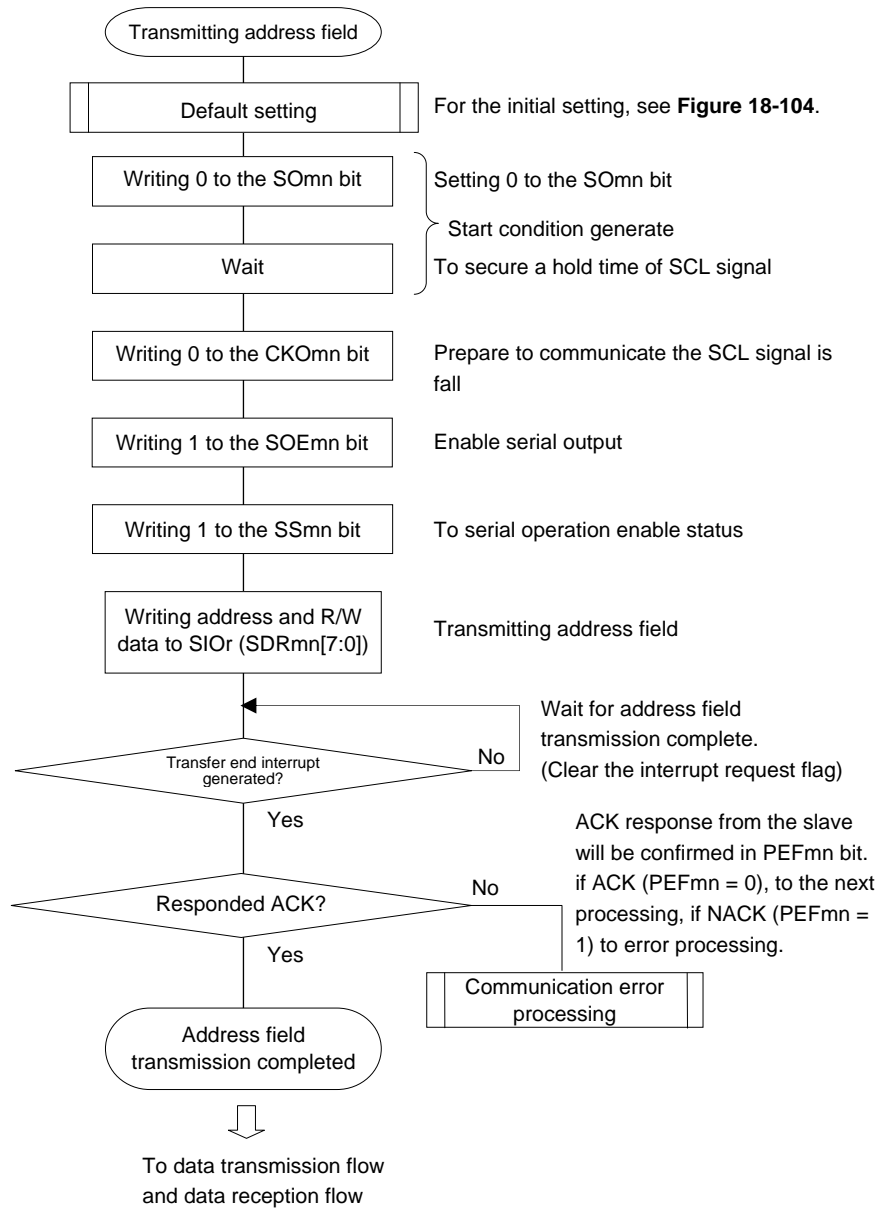 Transmitting address field
Default setting
For the initial setting, see Figure 18-104.
Writing 0 to the SOmn bit
Setting 0 to the SOmn bit
Start condition generate
Wait
To secure a hold time of SCL signal
Writing 0 to the CKOmn bit
Prepare to communicate the SCL signal is
fall
Writing 1 to the SOEmn bit
Enable serial output
Writing 1 to the SSmn bit
To serial operation enable status
Writing address and R/W
data to SIOr (SDRmn[7:0])
Transmitting address field
Wait for address field
transmission complete.
(Clear the interrupt request flag)
Transfer end interrupt
generated?
No
Yes
ACK response from the slave
will be confirmed in PEFmn bit.
if ACK (PEFmn = 0), to the next
processing, if NACK (PEFmn =
1) to error processing.
Responded ACK?
No
Yes
Communication error
processing
Address field
transmission completed
To data transmission flow
and data reception flow